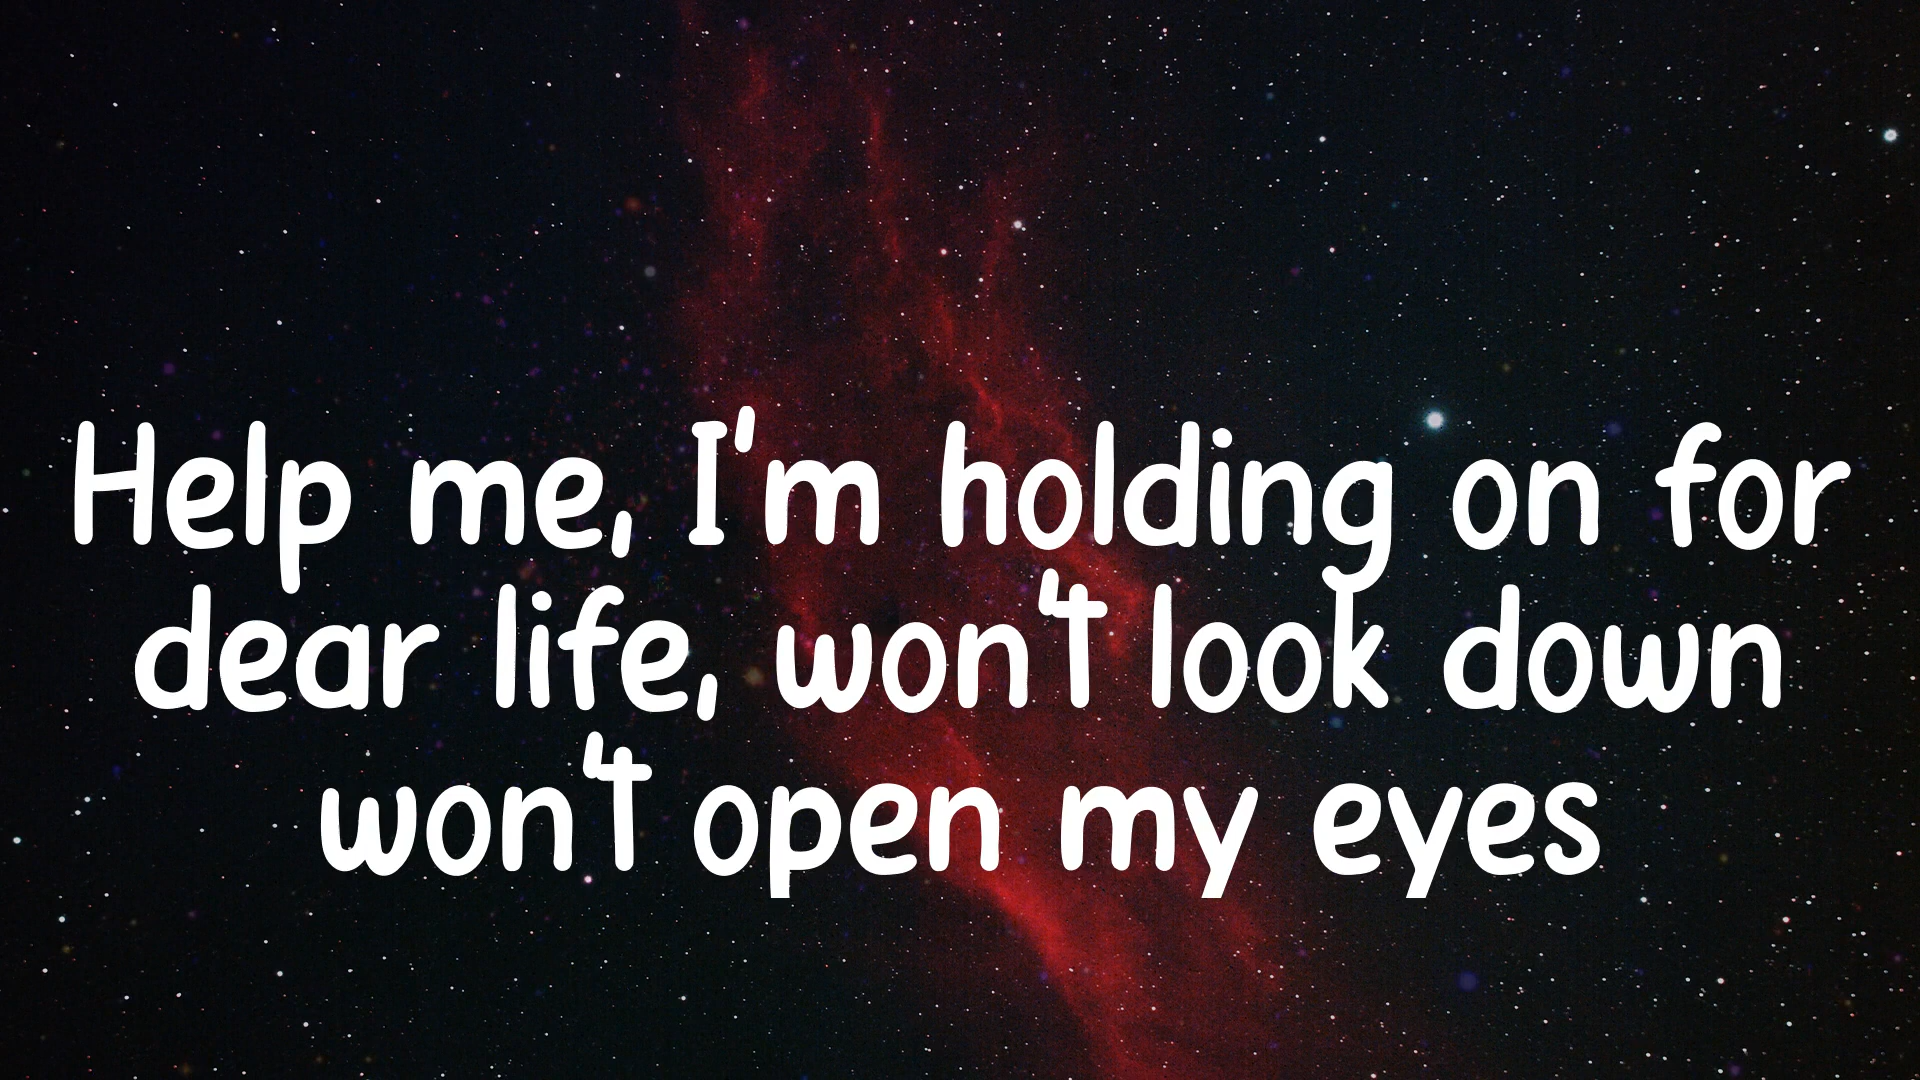 Help me, I'm holding on for
dear life, won't look down
won't open my eyes